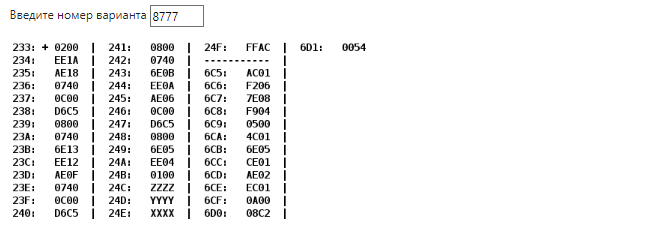 Введите номер варианта 8777
233: + 0200 | 241: 0800 | 24F: FFAC | 6D1: 0054
234: EE1A | 242: 0740 | ----------- |
235: AE18 | 243: 6E0B | 6C5: AC01 |
236: 0740 | 244: EE0A | 6C6: F206 |
237: 0C00 | 245: AE06 | 6C7: 7E08 |
238: D6C5 | 246: 0C00 | 6C8: F904 |
239: 0800 | 247: D6C5 | 6C9: 0500 |
23A: 0740 | 248: 0800 | 6CA: 4C01 |
23B: 6E13 | 249: 6E05 | 6CB: 6E05 |
23C: EE12 | 24A: EE04 | 6CC: CE01 |
23D: AE0F | 24B: 0100 | 6CD: AE02 |
23E: 0740 | 24C: ZZZZ | 6CE: EC01 |
23F: 0C00 | 24D: YYYY | 6CF: 0A00 |
240: D6C5 | 24E: XXXX | 6D0: 08C2 |